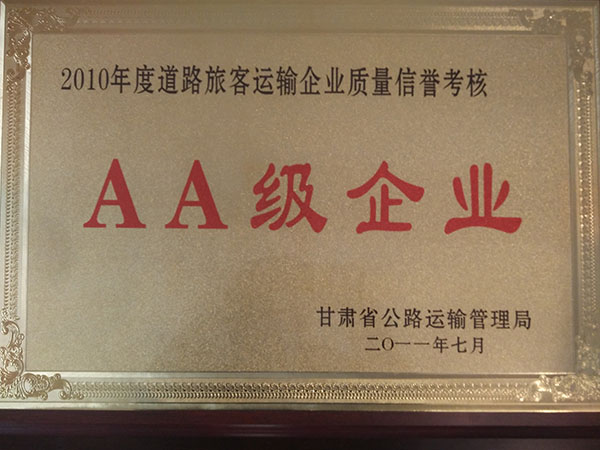 2010年度道路旅客运输企业质量信誉考核
AA级企业
甘肃省公路运输管理局
二〇一一年七月